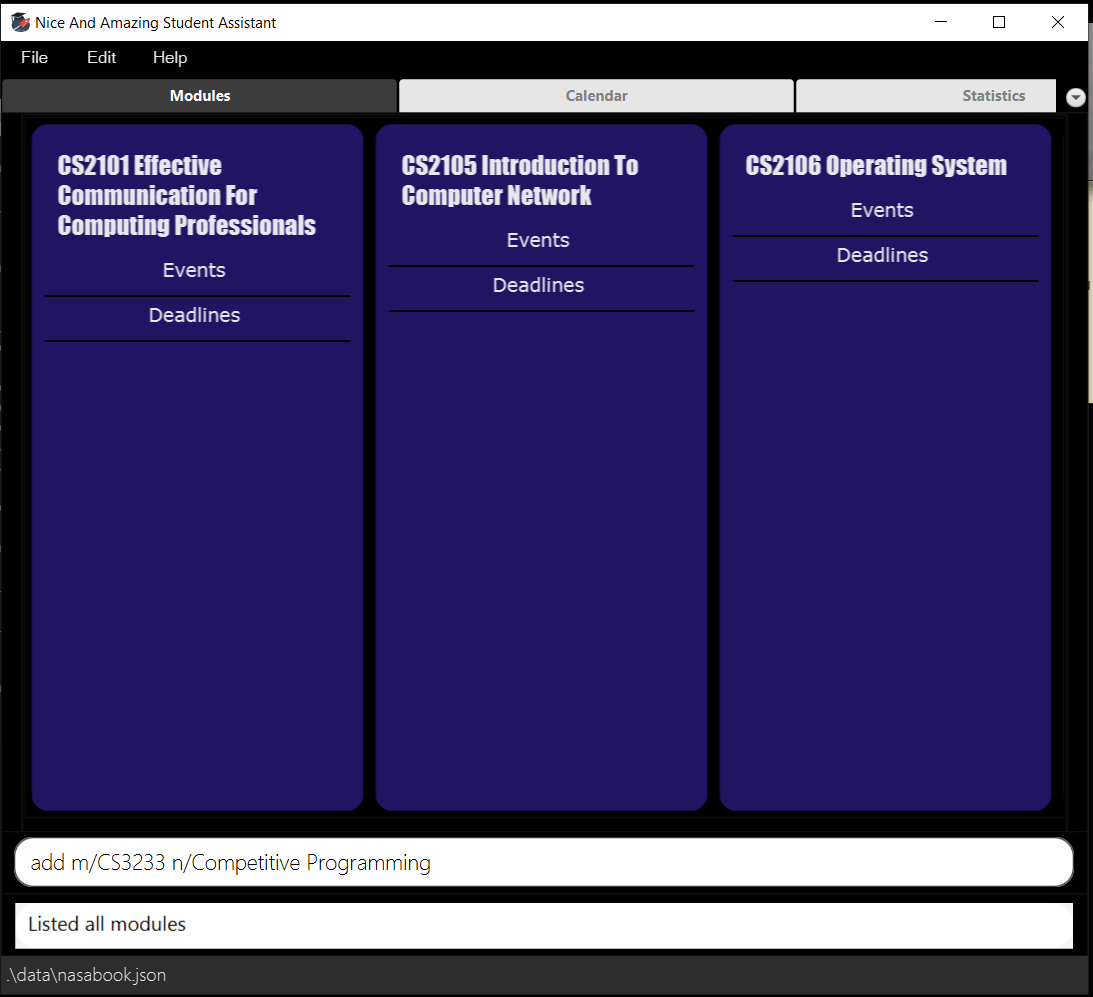 Nice And Amazing Student Assistant
File Edit Help
Modules Calendar Statistics
CS2101 Effective
Communication For
Computing Professionals
Events
Deadlines
CS2105 Introduction To
Computer Network
Events
Deadlines
CS2106 Operating System
Events
Deadlines
add m/CS3233 n/Competitive Programming
Listed all modules
.\data\nasabook.json